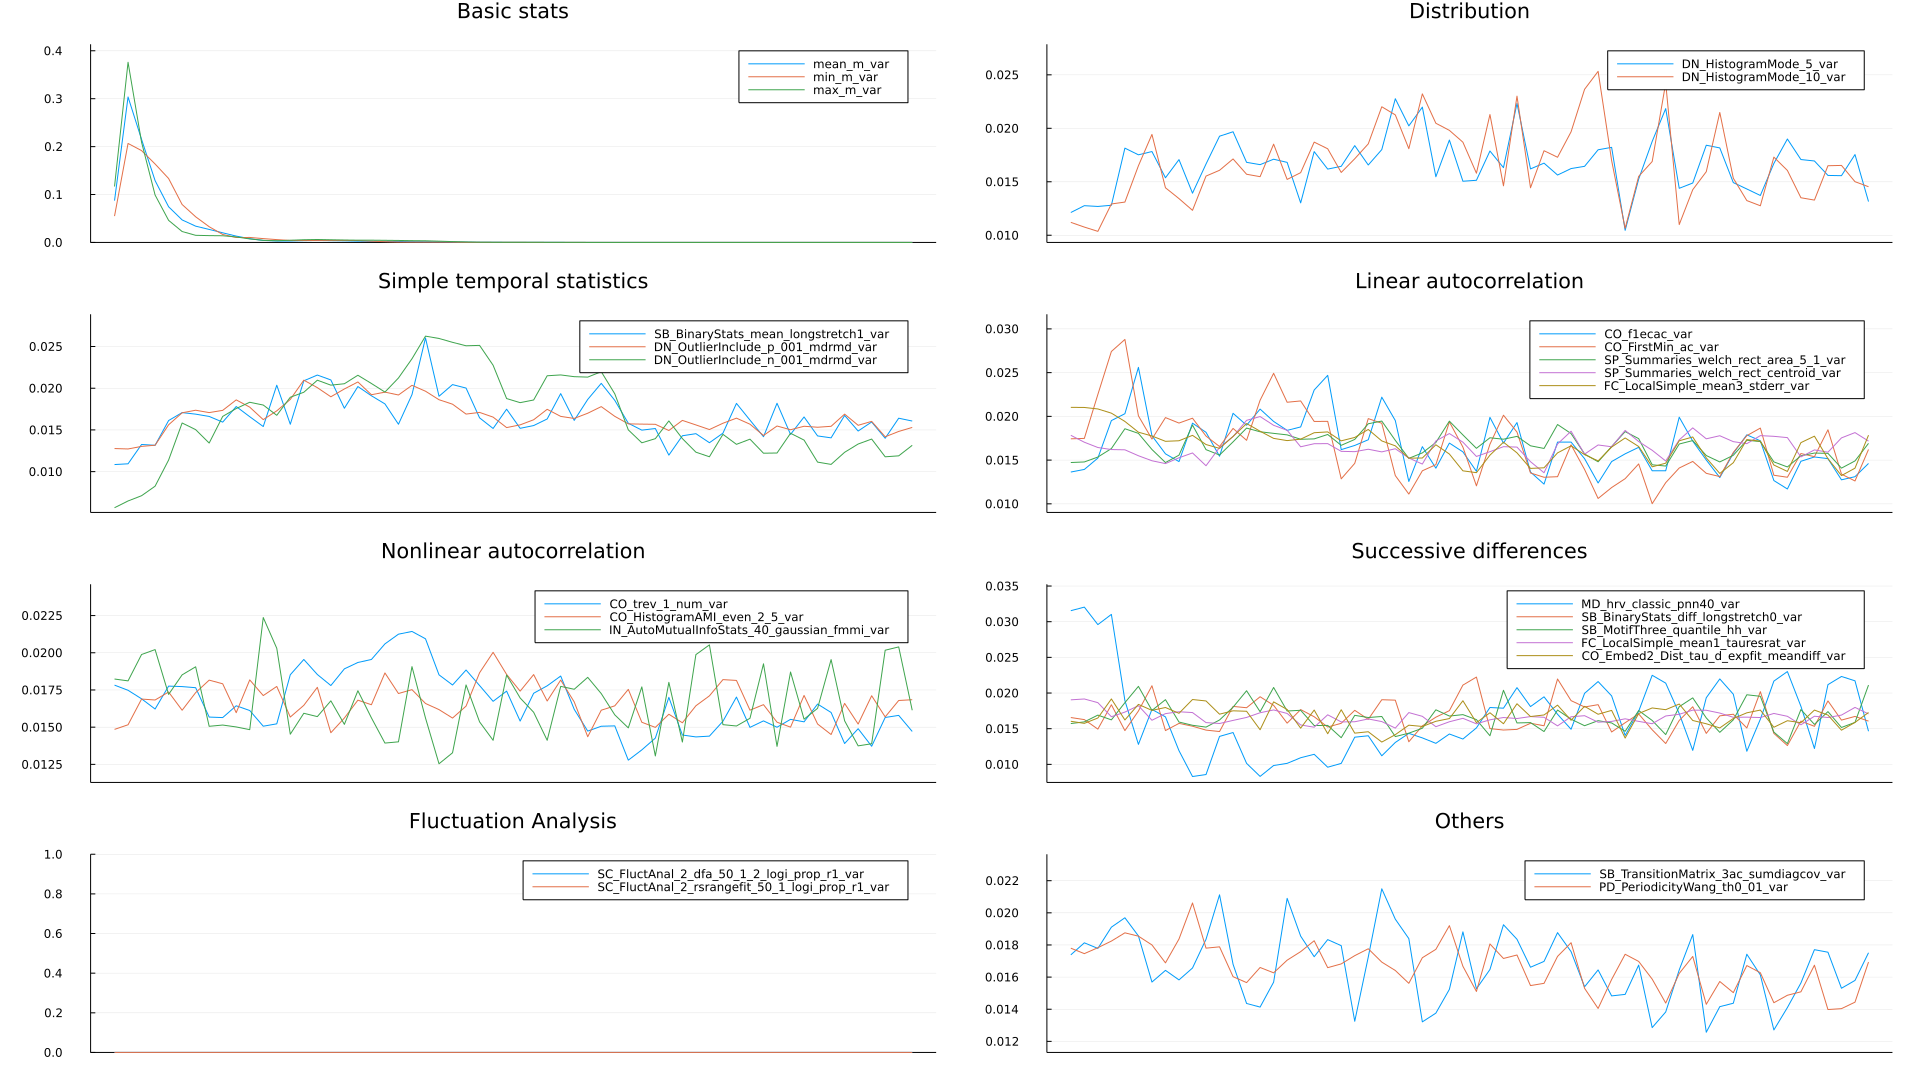 Basic stats
0.4
0.3
0.2
0.1
0.0
mean_m_var
min_m_var
max_m_var
Distribution
0.025
0.020
0.015
0.010
DN_HistogramMode_5_var
DN_HistogramMode_10_var
Simple temporal statistics
0.025
0.020
0.015
0.010
SB_BinaryStats_mean_longstretch1_var
DN_OutlierInclude_p_001_mdrmd_var
DN_OutlierInclude_n_001_mdrmd_var
Linear autocorrelation
0.030
0.025
0.020
0.015
0.010
CO_f1ecac_var
CO_FirstMin_ac_var
SP_Summaries_welch_rect_area_5_1_var
SP_Summaries_welch_rect_centroid_var
FC_LocalSimple_mean3_stderr_var
Nonlinear autocorrelation
0.0225
0.0200
0.0175
0.0150
0.0125
CO_trev_1_num_var
CO_HistogramAMI_even_2_5_var
IN_AutoMutualInfoStats_40_gaussian_fmmi_var
Successive differences
0.035
0.030
0.025
0.020
0.015
0.010
MD_hrv_classic_pnn40_var
SB_BinaryStats_diff_longstretch0_var
SB_MotifThree_quantile_hh_var
FC_LocalSimple_mean1_tauresrat_var
CO_Embed2_Dist_tau_d_expfit_meandiff_var
Fluctuation Analysis
1.0
0.8
0.6
0.4
0.2
0.0
SC_FluctAnal_2_dfa_50_1_2_logi_prop_r1_var
SC_FluctAnal_2_rsrangefit_50_1_logi_prop_r1_var
Others
0.022
0.020
0.018
0.016
0.014
0.012
SB_TransitionMatrix_3ac_sumdiagcov_var
PD_PeriodicityWang_th0_01_var